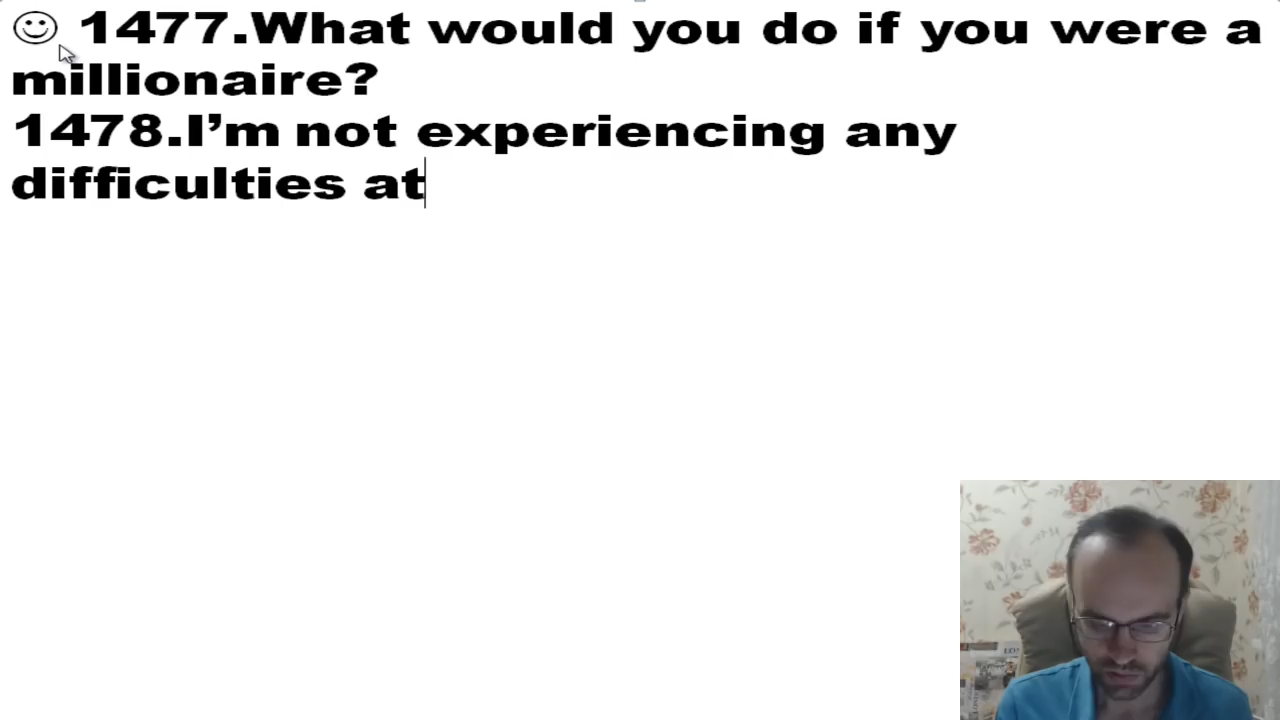 ☺ 1477.What would you do if you were a
millionaire?
1478.I’m not experiencing any
difficulties at